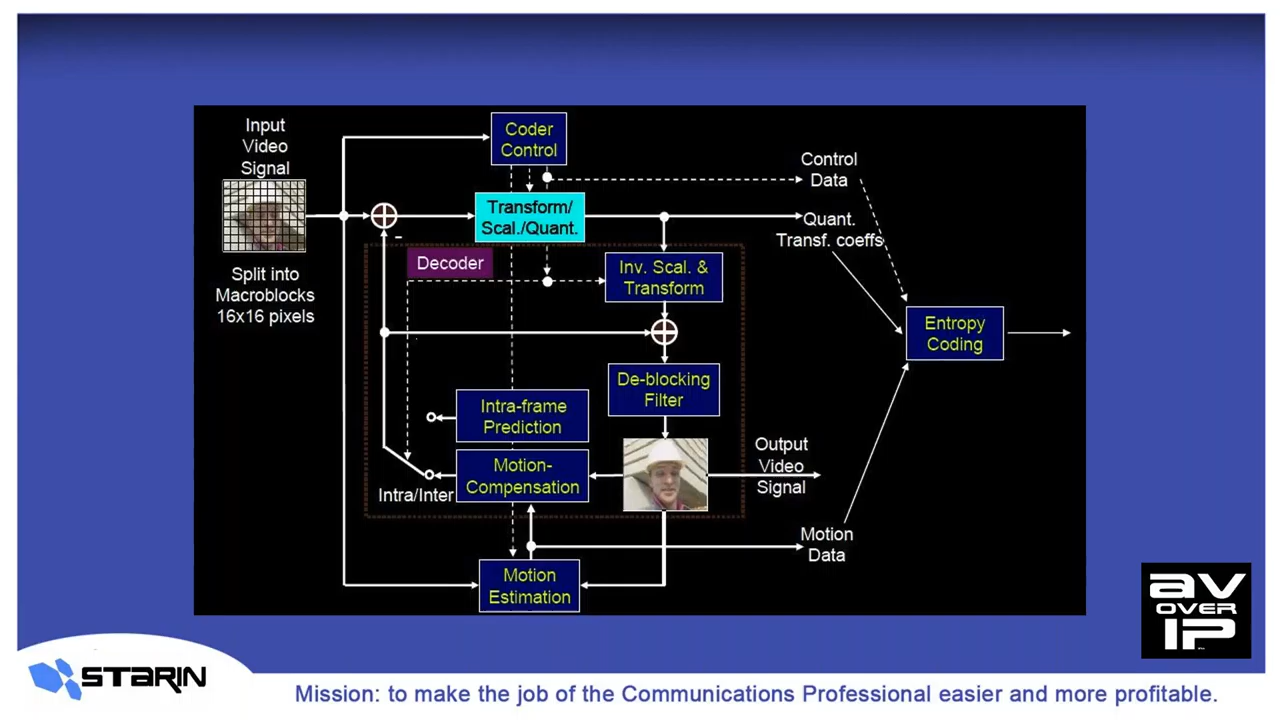 Input
Video
Signal
Split into
Macroblocks
16x16 pixels
Coder
Control
Transform/
Scal./Quant.
-
Decoder
Inv. Scal. &
Transform
De-blocking
Filter
Intra-frame
Prediction
Motion-
Compensation
Intra/Inter
Motion
Estimation
Control
Data
Quant.
Transf. coeffs
Entropy
Coding
Output
Video
Signal
Motion
Data
av
OVER
IP
STARIN
Mission: to make the job of the Communications Professional easier and more profitable.